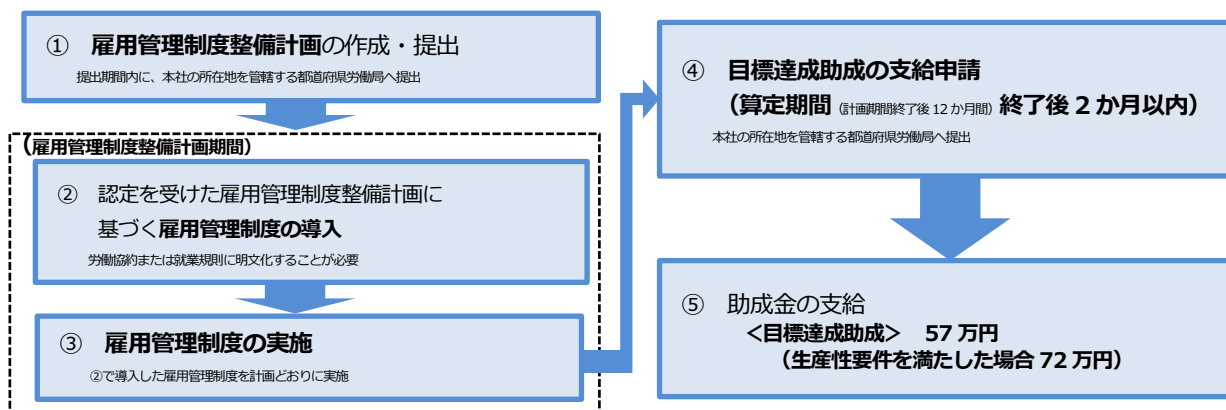 ① 雇用管理制度整備計画の作成・提出
提出期間内に、本社の所在地を管轄する都道府県労働局へ提出
(雇用管理制度整備計画期間)
② 認定を受けた雇用管理制度整備計画に
基づく雇用管理制度の導入
労働協約または就業規則に明文化することが必要
③ 雇用管理制度の実施
②で導入した雇用管理制度を計画どおりに実施
④ 目標達成助成の支給申請
(算定期間 (計画期間終了後 12 か月間) 終了後 2 か月以内)
本社の所在地を管轄する都道府県労働局へ提出
⑤ 助成金の支給
<目標達成助成> 57 万円
(生産性要件を満たした場合 72 万円)